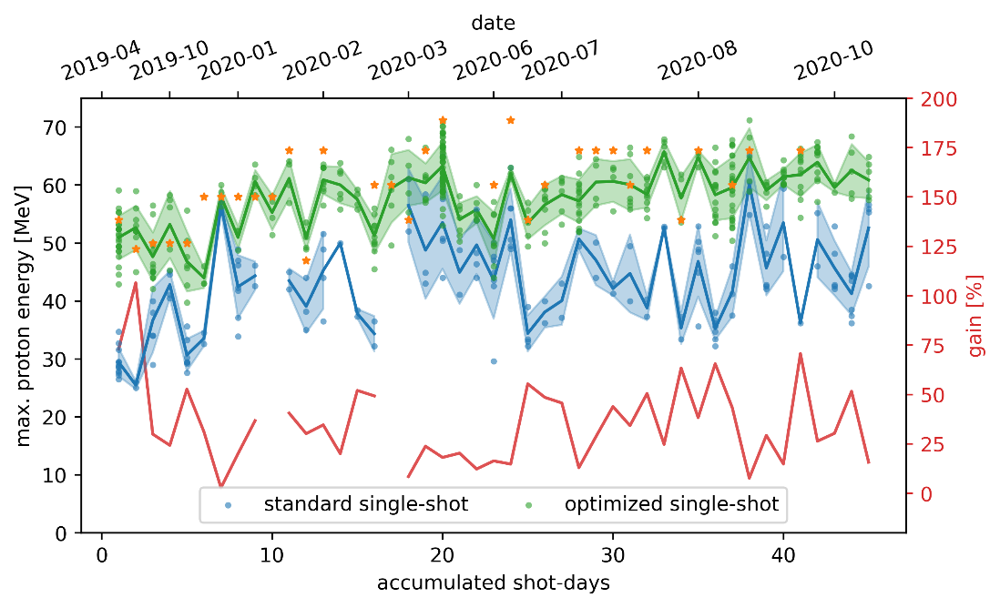 date
2019-04 2019-10 2020-01 2020-02 2020-03 2020-06 2020-07 2020-08 2020-10
max. proton energy [MeV]
70
60
50
40
30
20
10
0
200
175
150
125
100
75
50
25
0
gain [%]
standard single-shot optimized single-shot
0 10 20 30 40
accumulated shot-days